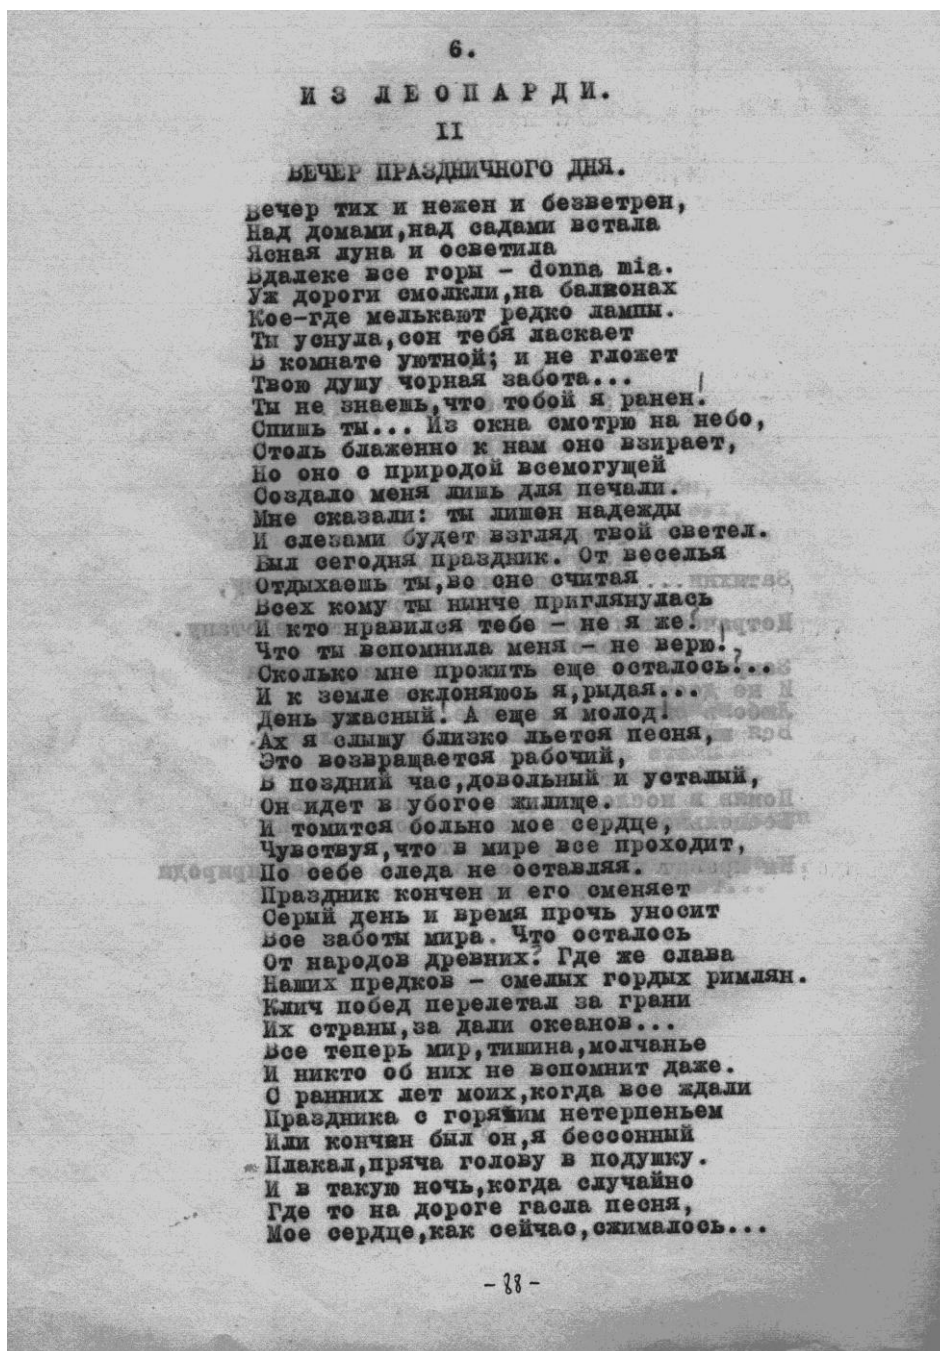 6.
ИЗ ЛЕОПАРДИ.
II
ВЕЧЕР ПРАЗДНИЧНОГО ДНЯ.
Вечер тих и нежен и безветрен,
Над домами,над садами встала
Ясная луна и осветила
Вдалеке все горы - donna mia.
Уж дороги смолкли,на балконах
Кое-где мелькают редко лампы.
Ты уснула,сон тебя ласкает
В комнате уютной; и не гложет
Твою душу чорная забота...
Ты не знаешь,что тобой я ранен!
Спишь ты... Из окна смотрю на небо,
Столь блаженно к нам оно взирает,
Но оно с природой всемогущей
Создало меня лишь для печали.
Мне сказали: ты лишен надежды
И слезами будет взгляд твой светел.
Был сегодня праздник. От веселья
Отдыхаешь ты,во сне считая
Всех кому ты нынче приглянулась
И кто нравился тебе - не я же!
Что ты вспомнила меня - не верю!
Сколько мне прожить еще осталось?..
И к земле склоняюсь я,рыдая...
День ужасный! А еще я молод!
Ах я слышу близко льется песня,
Это возвращается рабочий,
В поздний час,довольный и усталый,
Он идет в убогое жилище.
И томится больно мое сердце,
Чувствуя,что в мире все проходит,
По себе следа не оставляя.
Праздник кончен и его сменяет
Серый день и время прочь уносит
Все заботы мира. Что осталось
От народов древних? Где же слава
Наших предков - смелых гордых римлян.
Клич побед перелетал за грани
Их страны,за дали океанов...
Все теперь мир,тишина,молчанье
И никто об них не вспомнит даже.
С ранних лет моих,когда все ждали
Праздника с горячим нетерпеньем
Или кончен был он,я бессонный
Плакал,пряча голову в подушку.
И в такую ночь,когда случайно
Где то на дороге гасла песня,
Мое сердце,как сейчас,сжималось...
- 88 -